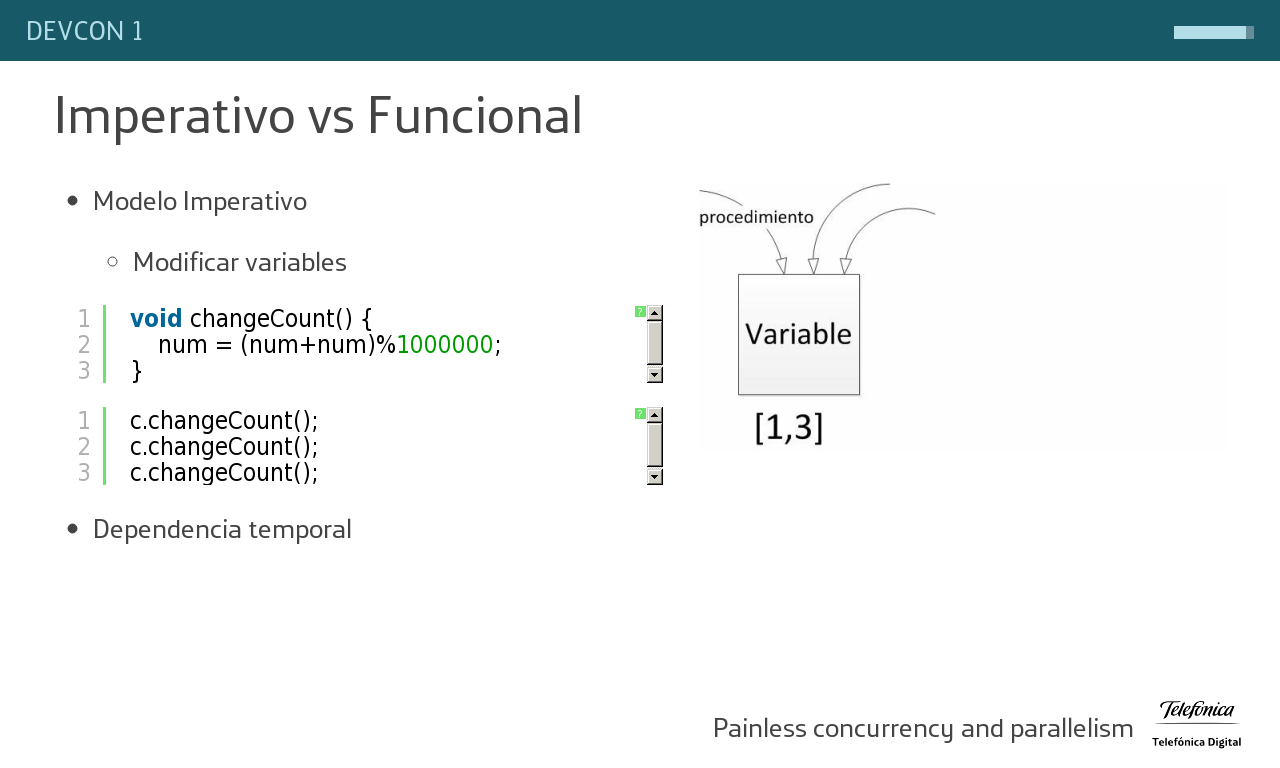 DEVCON 1
Imperativo vs Funcional
Modelo Imperativo
Modificar variables
1 void changeCount() {
2 num = (num+num)%1000000;
3 }
?
1 c.changeCount();
2 c.changeCount();
3 c.changeCount();
?
Dependencia temporal
procedimiento
Variable
[1,3]
Painless concurrency and parallelism
Telefónica
Telefónica Digital